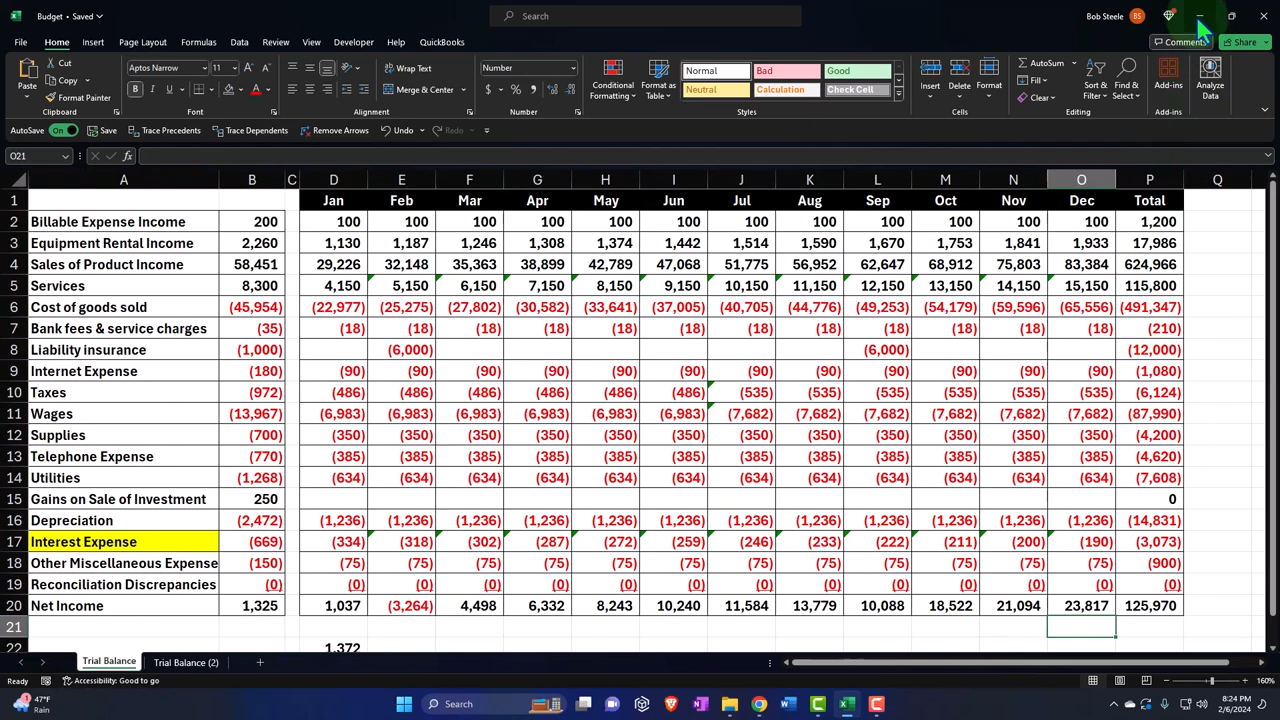 Budget • Saved
Search
Bob Steele BS
File Home Insert Page Layout Formulas Data Review View Developer Automate Help QuickBooks Comments Share
Paste Cut Copy Format Painter Clipboard
Aptos Narrow 11 Font
Wrap Text Merge & Center Alignment
Number Number
Conditional Formatting Format as Table
Normal Bad Good
Neutral Calculation Check Cell
Styles
Insert Delete Format Cells
AutoSum Fill Clear Sort & Filter Find & Select Editing
Add-ins Add-ins
Analyze Data
AutoSave On Save Trace Precedents Trace Dependents Remove Arrows Undo Redo
O21 fx
A B C D E F G H I J K L M N O P Q
1 Jan Feb Mar Apr May Jun Jul Aug Sep Oct Nov Dec Total
2 Billable Expense Income 200 100 100 100 100 100 100 100 100 100 100 100 100 1,200
3 Equipment Rental Income 2,260 1,130 1,187 1,246 1,308 1,374 1,442 1,514 1,590 1,670 1,753 1,841 1,933 17,986
4 Sales of Product Income 58,451 29,226 32,148 35,363 38,899 42,789 47,068 51,775 56,952 62,647 68,912 75,803 83,384 624,966
5 Services 8,300 4,150 5,150 6,150 7,150 8,150 9,150 10,150 11,150 12,150 13,150 14,150 15,150 115,800
6 Cost of goods sold (45,954) (22,977) (25,275) (27,802) (30,582) (33,641) (37,005) (40,705) (44,776) (49,253) (54,179) (59,596) (65,556) (491,347)
7 Bank fees & service charges (35) (18) (18) (18) (18) (18) (18) (18) (18) (18) (18) (18) (18) (210)
8 Liability insurance (1,000) (6,000) (6,000) (12,000)
9 Internet Expense (180) (90) (90) (90) (90) (90) (90) (90) (90) (90) (90) (90) (90) (1,080)
10 Taxes (972) (486) (486) (486) (486) (486) (486) (535) (535) (535) (535) (535) (535) (6,124)
11 Wages (13,967) (6,983) (6,983) (6,983) (6,983) (6,983) (6,983) (7,682) (7,682) (7,682) (7,682) (7,682) (7,682) (87,990)
12 Supplies (700) (350) (350) (350) (350) (350) (350) (350) (350) (350) (350) (350) (350) (4,200)
13 Telephone Expense (770) (385) (385) (385) (385) (385) (385) (385) (385) (385) (385) (385) (385) (4,620)
14 Utilities (1,268) (634) (634) (634) (634) (634) (634) (634) (634) (634) (634) (634) (634) (7,608)
15 Gains on Sale of Investment 250 0
16 Depreciation (2,472) (1,236) (1,236) (1,236) (1,236) (1,236) (1,236) (1,236) (1,236) (1,236) (1,236) (1,236) (1,236) (14,831)
17 Interest Expense (669) (334) (318) (302) (287) (272) (259) (246) (233) (222) (211) (200) (190) (3,073)
18 Other Miscellaneous Expense (150) (75) (75) (75) (75) (75) (75) (75) (75) (75) (75) (75) (75) (900)
19 Reconciliation Discrepancies (0) (0) (0) (0) (0) (0) (0) (0) (0) (0) (0) (0) (0) (0)
20 Net Income 1,325 1,037 (3,264) 4,498 6,332 8,243 10,240 11,584 13,779 10,088 18,522 21,094 23,817 125,970
21
22 1,372
Trial Balance Trial Balance (2)
Ready Accessibility: Good to go 160%
1 47°F Rain Search 8:24 PM
2/6/2024